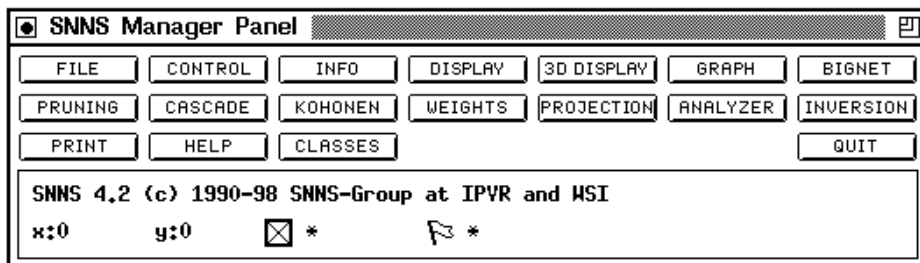 SNNS Manager Panel
FILE CONTROL INFO DISPLAY 3D DISPLAY GRAPH BIGNET
PRUNING CASCADE KOHONEN WEIGHTS PROJECTION ANALYZER INVERSION
PRINT HELP CLASSES QUIT
SNNS 4.2 (c) 1990-98 SNNS-Group at IPVR and WSI
x:0 y:0 * *